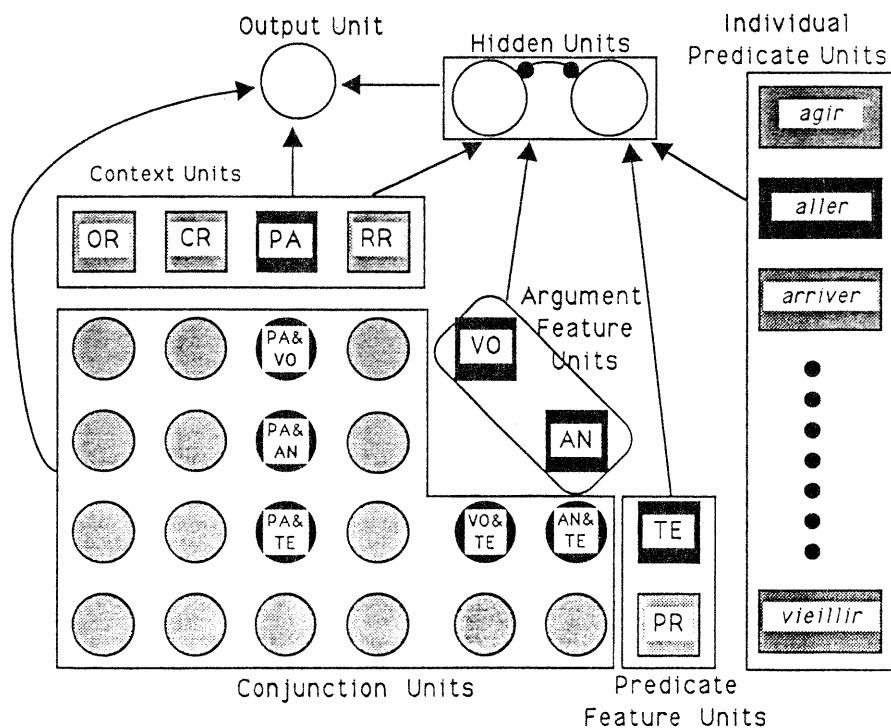 Output Unit
Hidden Units
Individual
Predicate Units
agir
Context Units
OR CR PA RR
aller
arriver
Argument
Feature
Units
VO
AN
PA&
VO
PA&
AN
PA&
TE
VO&
TE
AN&
TE
TE
PR
vieillir
Conjunction Units
Predicate
Feature Units